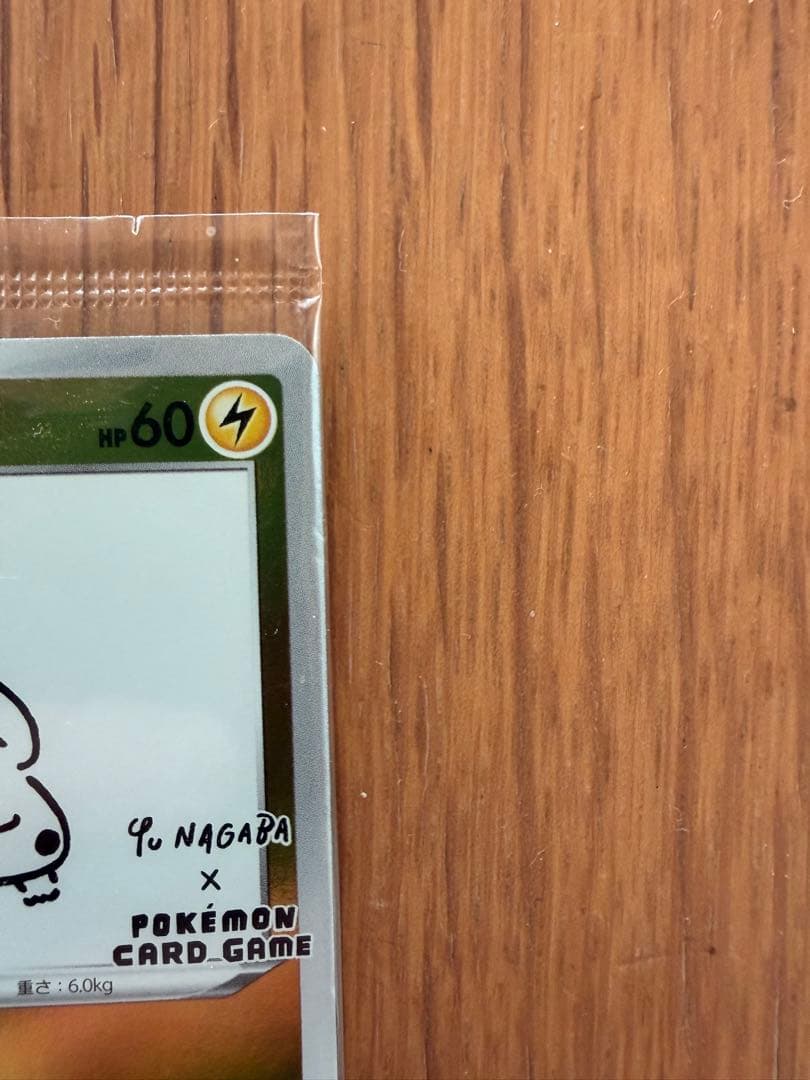 HP60
Yu NAGABA
×
POKÉMON
CARD GAME
重さ：6.0kg